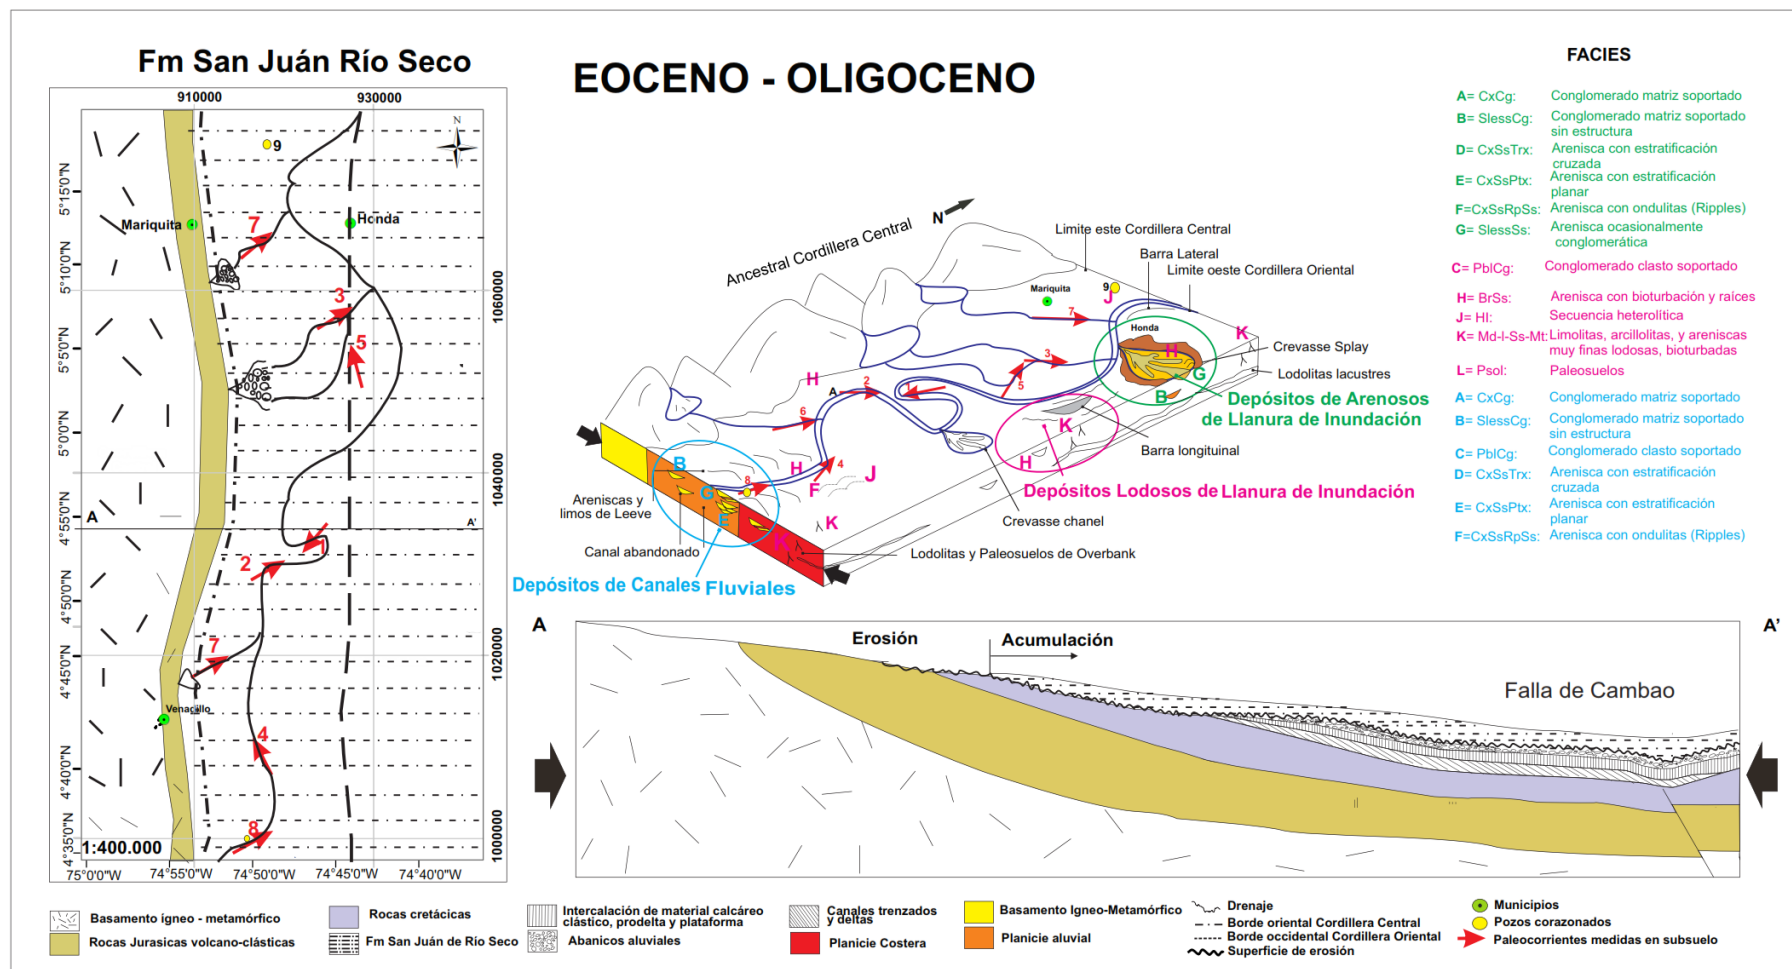 Fm San Juán Río Seco
EOCENO - OLIGOCENO
910000
930000
N
9
5°15'0"N
Mariquita
7
Honda
5°10'0"N
3
1060000
5
5°5'0"N
5°0'0"N
1040000
4°55'0"N
A
A'
1
2
4°50'0"N
7
1020000
4°45'0"N
Venadillo
4
4°40'0"N
8
1000000
4°35'0"N
1:400.000
75°0'0"W
74°55'0"W
74°50'0"W
74°45'0"W
74°40'0"W
N
Ancestral Cordillera Central
Limite este Cordillera Central
Barra Lateral
Limite oeste Cordillera Oriental
Mariquita
9
J
7
Honda
K
H
3
Crevasse Splay
G
Lodolitas lacustres
H
2
A
1
5
B
Depósitos de Arenosos
de Llanura de Inundación
6
K
Barra longituinal
B
H
4
J
H
8
F
G
Depósitos Lodosos de Llanura de Inundación
Areniscas y
limos de Leeve
E
K
Crevasse chanel
K
Canal abandonado
Lodolitas y Paleosuelos de Overbank
Depósitos de Canales Fluviales
FACIES
A= CxCg: Conglomerado matriz soportado
B= SlessCg: Conglomerado matriz soportado
sin estructura
D= CxSsTrx: Arenisca con estratificación
cruzada
E= CxSsPtx: Arenisca con estratificación
planar
F=CxSsRpSs: Arenisca con ondulitas (Ripples)
G= SlessSs: Arenisca ocasionalmente
conglomerática
C= PblCg: Conglomerado clasto soportado
H= BrSs: Arenisca con bioturbación y raíces
J= Hl: Secuencia heterolítica
K= Md-l-Ss-Mt: Limolitas, arcillolitas, y areniscas
muy finas lodosas, bioturbadas
L= Psol: Paleosuelos
A= CxCg: Conglomerado matriz soportado
B= SlessCg: Conglomerado matriz soportado
sin estructura
C= PblCg: Conglomerado clasto soportado
D= CxSsTrx: Arenisca con estratificación
cruzada
E= CxSsPtx: Arenisca con estratificación
planar
F=CxSsRpSs: Arenisca con ondulitas (Ripples)
A
A'
Erosión
Acumulación
Falla de Cambao
Basamento ígneo - metamórfico
Rocas Jurasicas volcano-clásticas
Rocas cretácicas
Fm San Juán de Río Seco
Intercalación de material calcáreo
clástico, prodelta y plataforma
Abanicos aluviales
Canales trenzados
y deltas
Planicie Costera
Basamento Igneo-Metamórfico
Planicie aluvial
Drenaje
Borde oriental Cordillera Central
Borde occidental Cordillera Oriental
Superficie de erosión
Municipios
Pozos corazonados
Paleocorrientes medidas en subsuelo